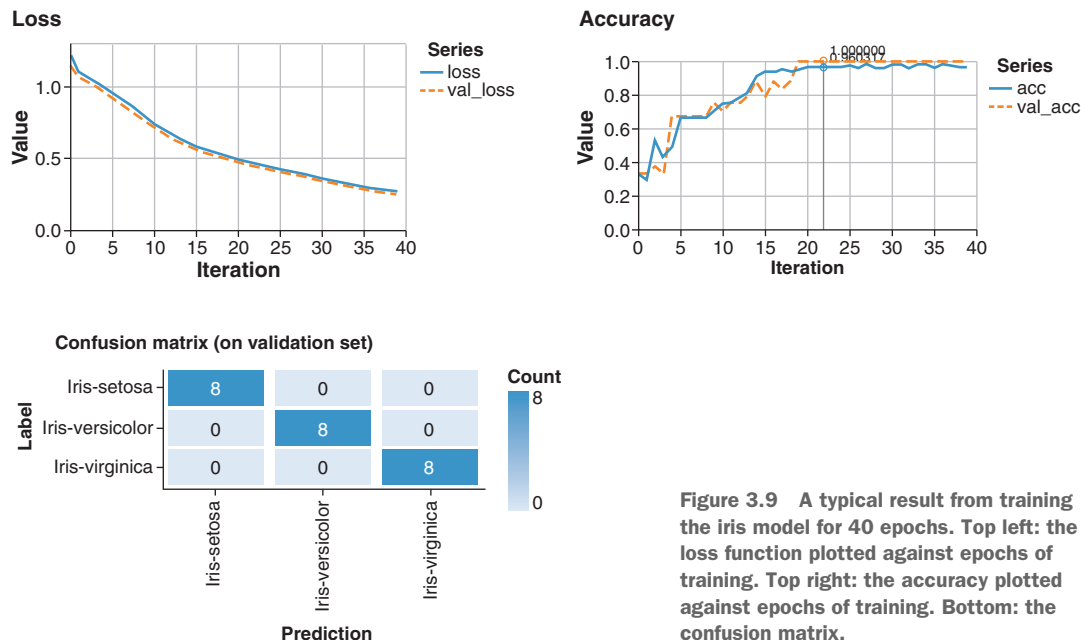 Loss
Series
loss
val_loss
Value
1.0
0.5
0.0
0 5 10 15 20 25 30 35 40
Iteration
Accuracy
1.000000
0.960317
Series
acc
val_acc
Value
1.0
0.8
0.6
0.4
0.2
0.0
0 5 10 15 20 25 30 35 40
Iteration
Confusion matrix (on validation set)
Label
Iris-setosa 8 0 0
Iris-versicolor 0 8 0
Iris-virginica 0 0 8
Iris-setosa
Iris-versicolor
Iris-virginica
Prediction
Count
8
0
Figure 3.9 A typical result from training
the iris model for 40 epochs. Top left: the
loss function plotted against epochs of
training. Top right: the accuracy plotted
against epochs of training. Bottom: the
confusion matrix.